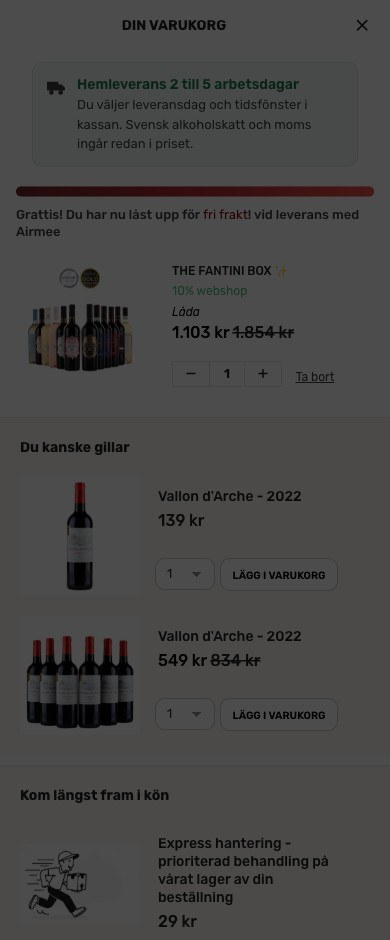 DIN VARUKORG
Hemleverans 2 till 5 arbetsdagar
Du väljer leveransdag och tidsfönster i
kassan. Svensk alkoholskatt och moms
ingår redan i priset.
Grattis! Du har nu låst upp för fri frakt! vid leverans med
Airmee
THE FANTINI BOX ✨
10% webshop
Låda
1.103 kr 1.854 kr
− 1 + Ta bort
Du kanske gillar
Vallon d'Arche - 2022
139 kr
1 LÄGG I VARUKORG
Vallon d'Arche - 2022
549 kr 834 kr
1 LÄGG I VARUKORG
Kom längst fram i kön
Express hantering -
prioriterad behandling på
vårat lager av din
beställning
29 kr